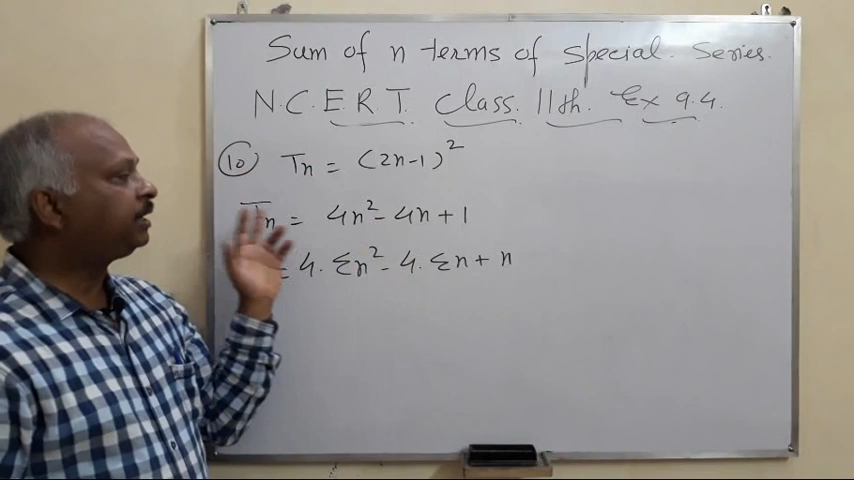 Sum of n terms of special. Series.
N.C.E.R.T. Class. 11th. Ex 9.4.
10 Tn = (2n-1)²
Tn = 4n² - 4n + 1
= 4. Σn² - 4. Σn + n